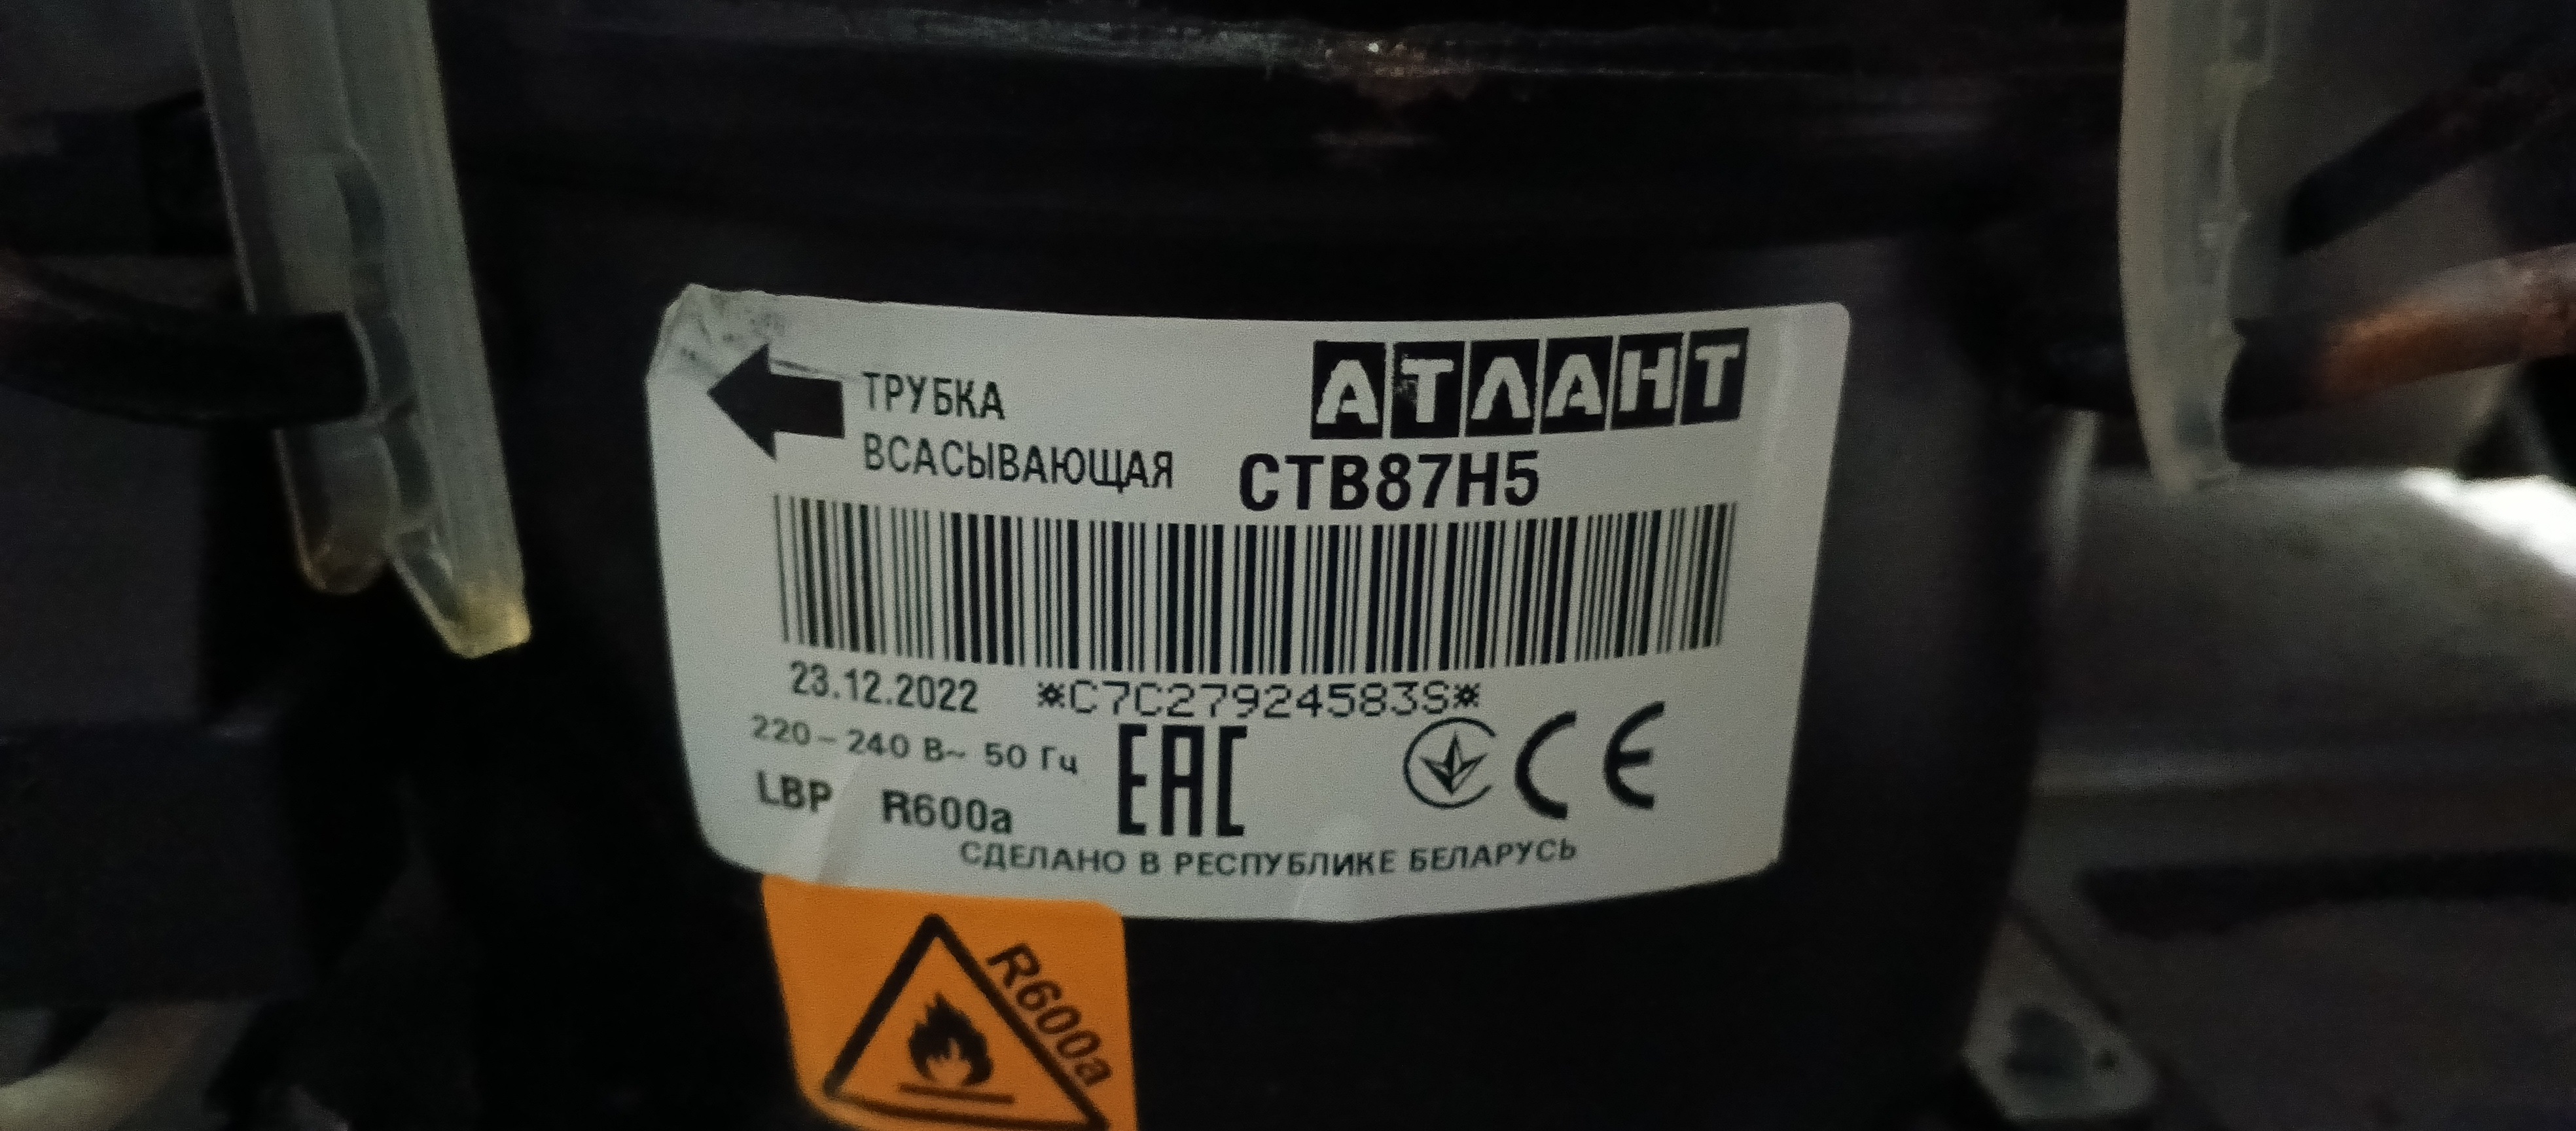 ТРУБКА
ВСАСЫВАЮЩАЯ
АТЛАНТ
СТВ87Н5
23.12.2022 *C7C27924583S*
220-240 В~ 50 Гц
LBP R600a
EAC
CE
СДЕЛАНО В РЕСПУБЛИКЕ БЕЛАРУСЬ
R600a